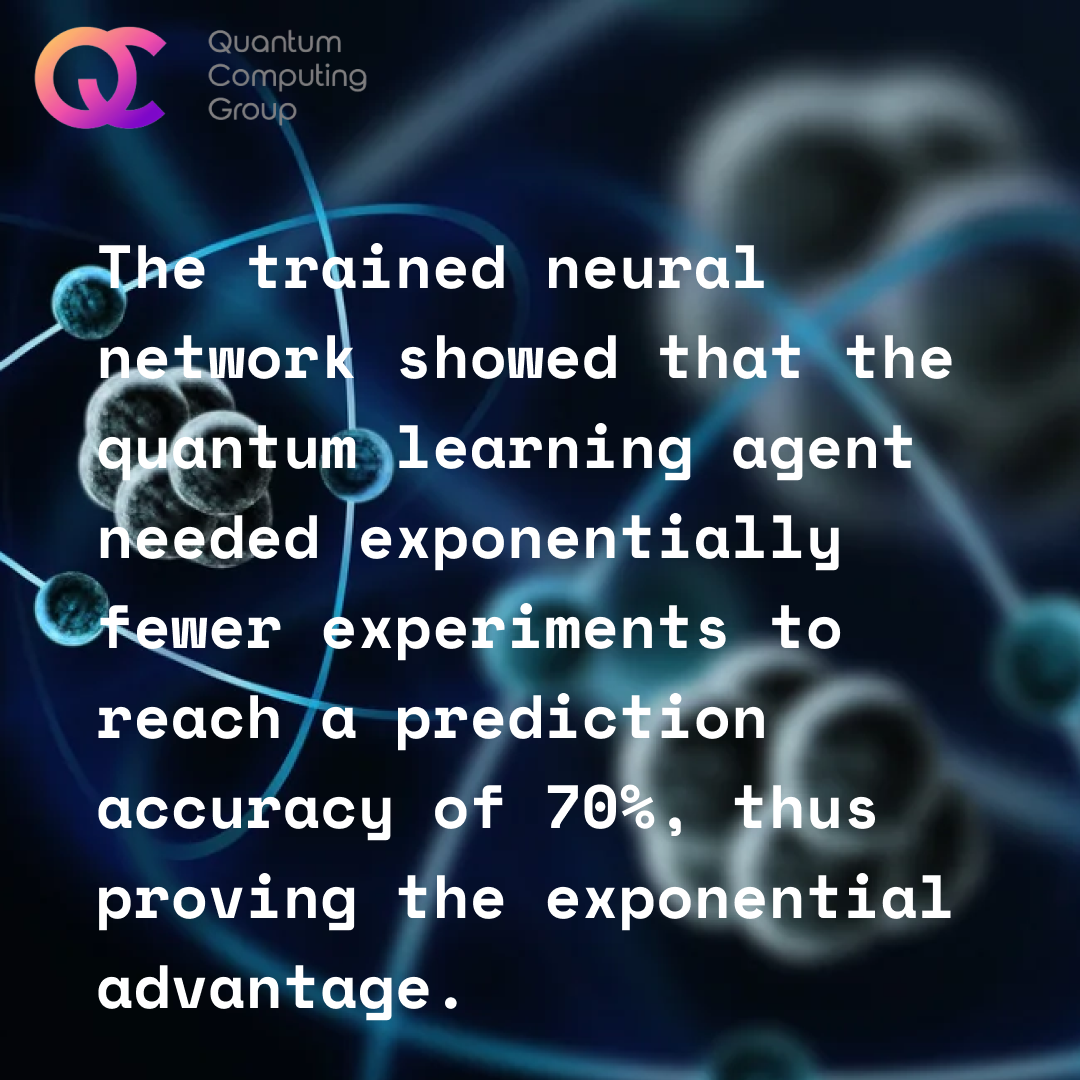 Quantum
Computing
Group
The trained neural
network showed that the
quantum learning agent
needed exponentially
fewer experiments to
reach a prediction
accuracy of 70%, thus
proving the exponential
advantage.